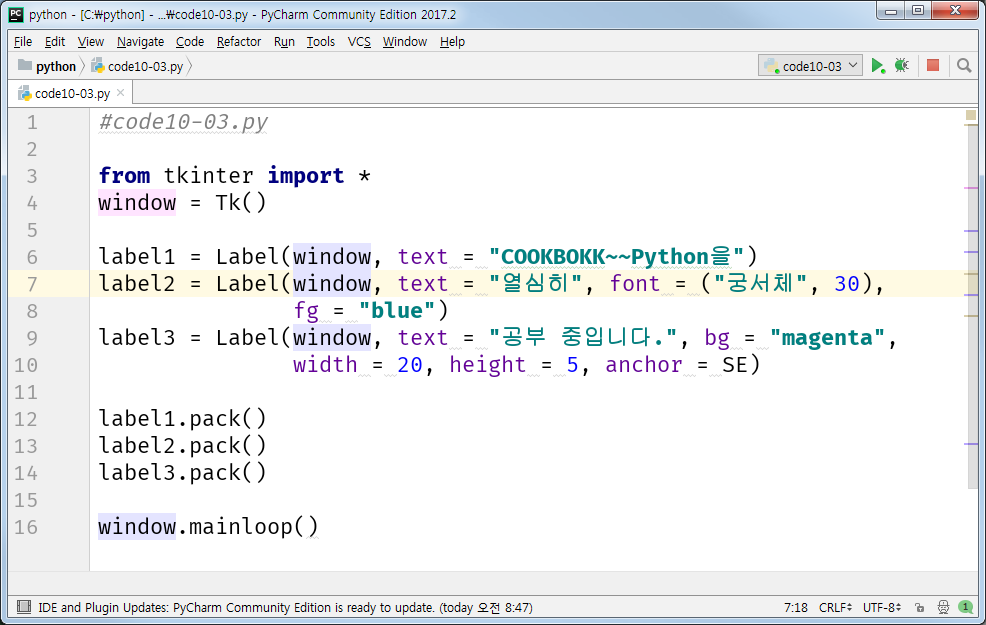 python - [C:₩python] - ...₩code10-03.py - PyCharm Community Edition 2017.2
File Edit View Navigate Code Refactor Run Tools VCS Window Help
python code10-03.py code10-03
code10-03.py
1 #code10-03.py
2
3 from tkinter import *
4 window = Tk()
5
6 label1 = Label(window, text = "COOKBOKK~~Python을")
7 label2 = Label(window, text = "열심히", font = ("궁서체", 30),
8 fg = "blue")
9 label3 = Label(window, text = "공부 중입니다.", bg = "magenta",
10 width = 20, height = 5, anchor = SE)
11
12 label1.pack()
13 label2.pack()
14 label3.pack()
15
16 window.mainloop()
IDE and Plugin Updates: PyCharm Community Edition is ready to update. (today 오전 8:47) 7:18 CRLF UTF-8 1